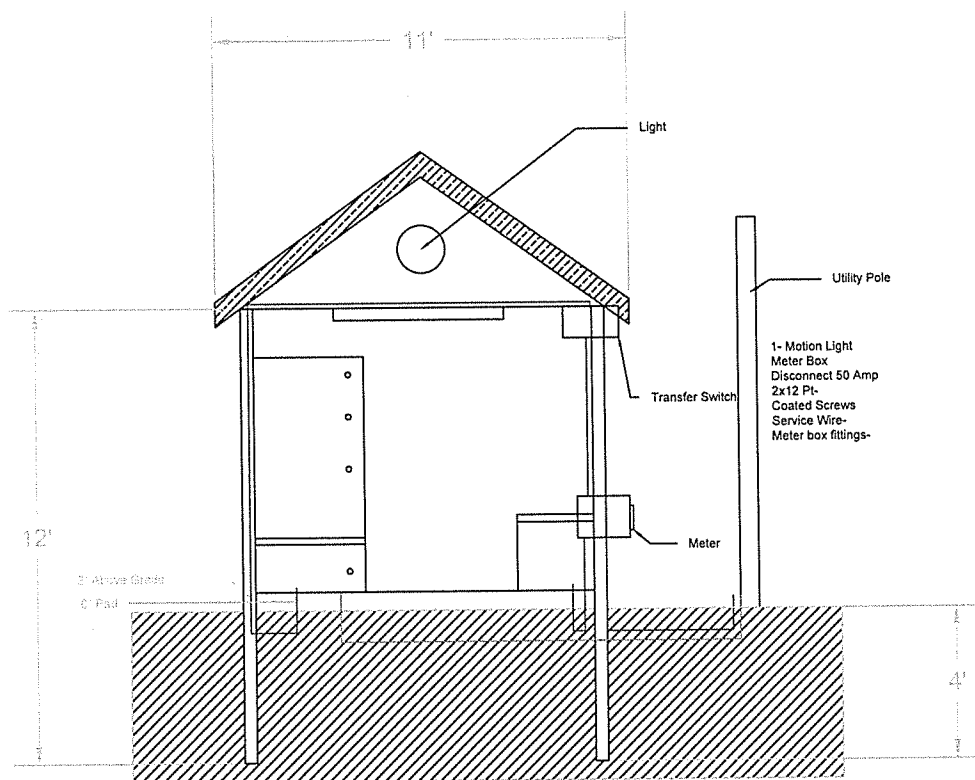 11'
Light
Utility Pole
1- Motion Light
Meter Box
Disconnect 50 Amp
2x12 Pt-
Coated Screws
Service Wire-
Meter box fittings-
Transfer Switch
12'
Meter
Above Grade
Pad
4'